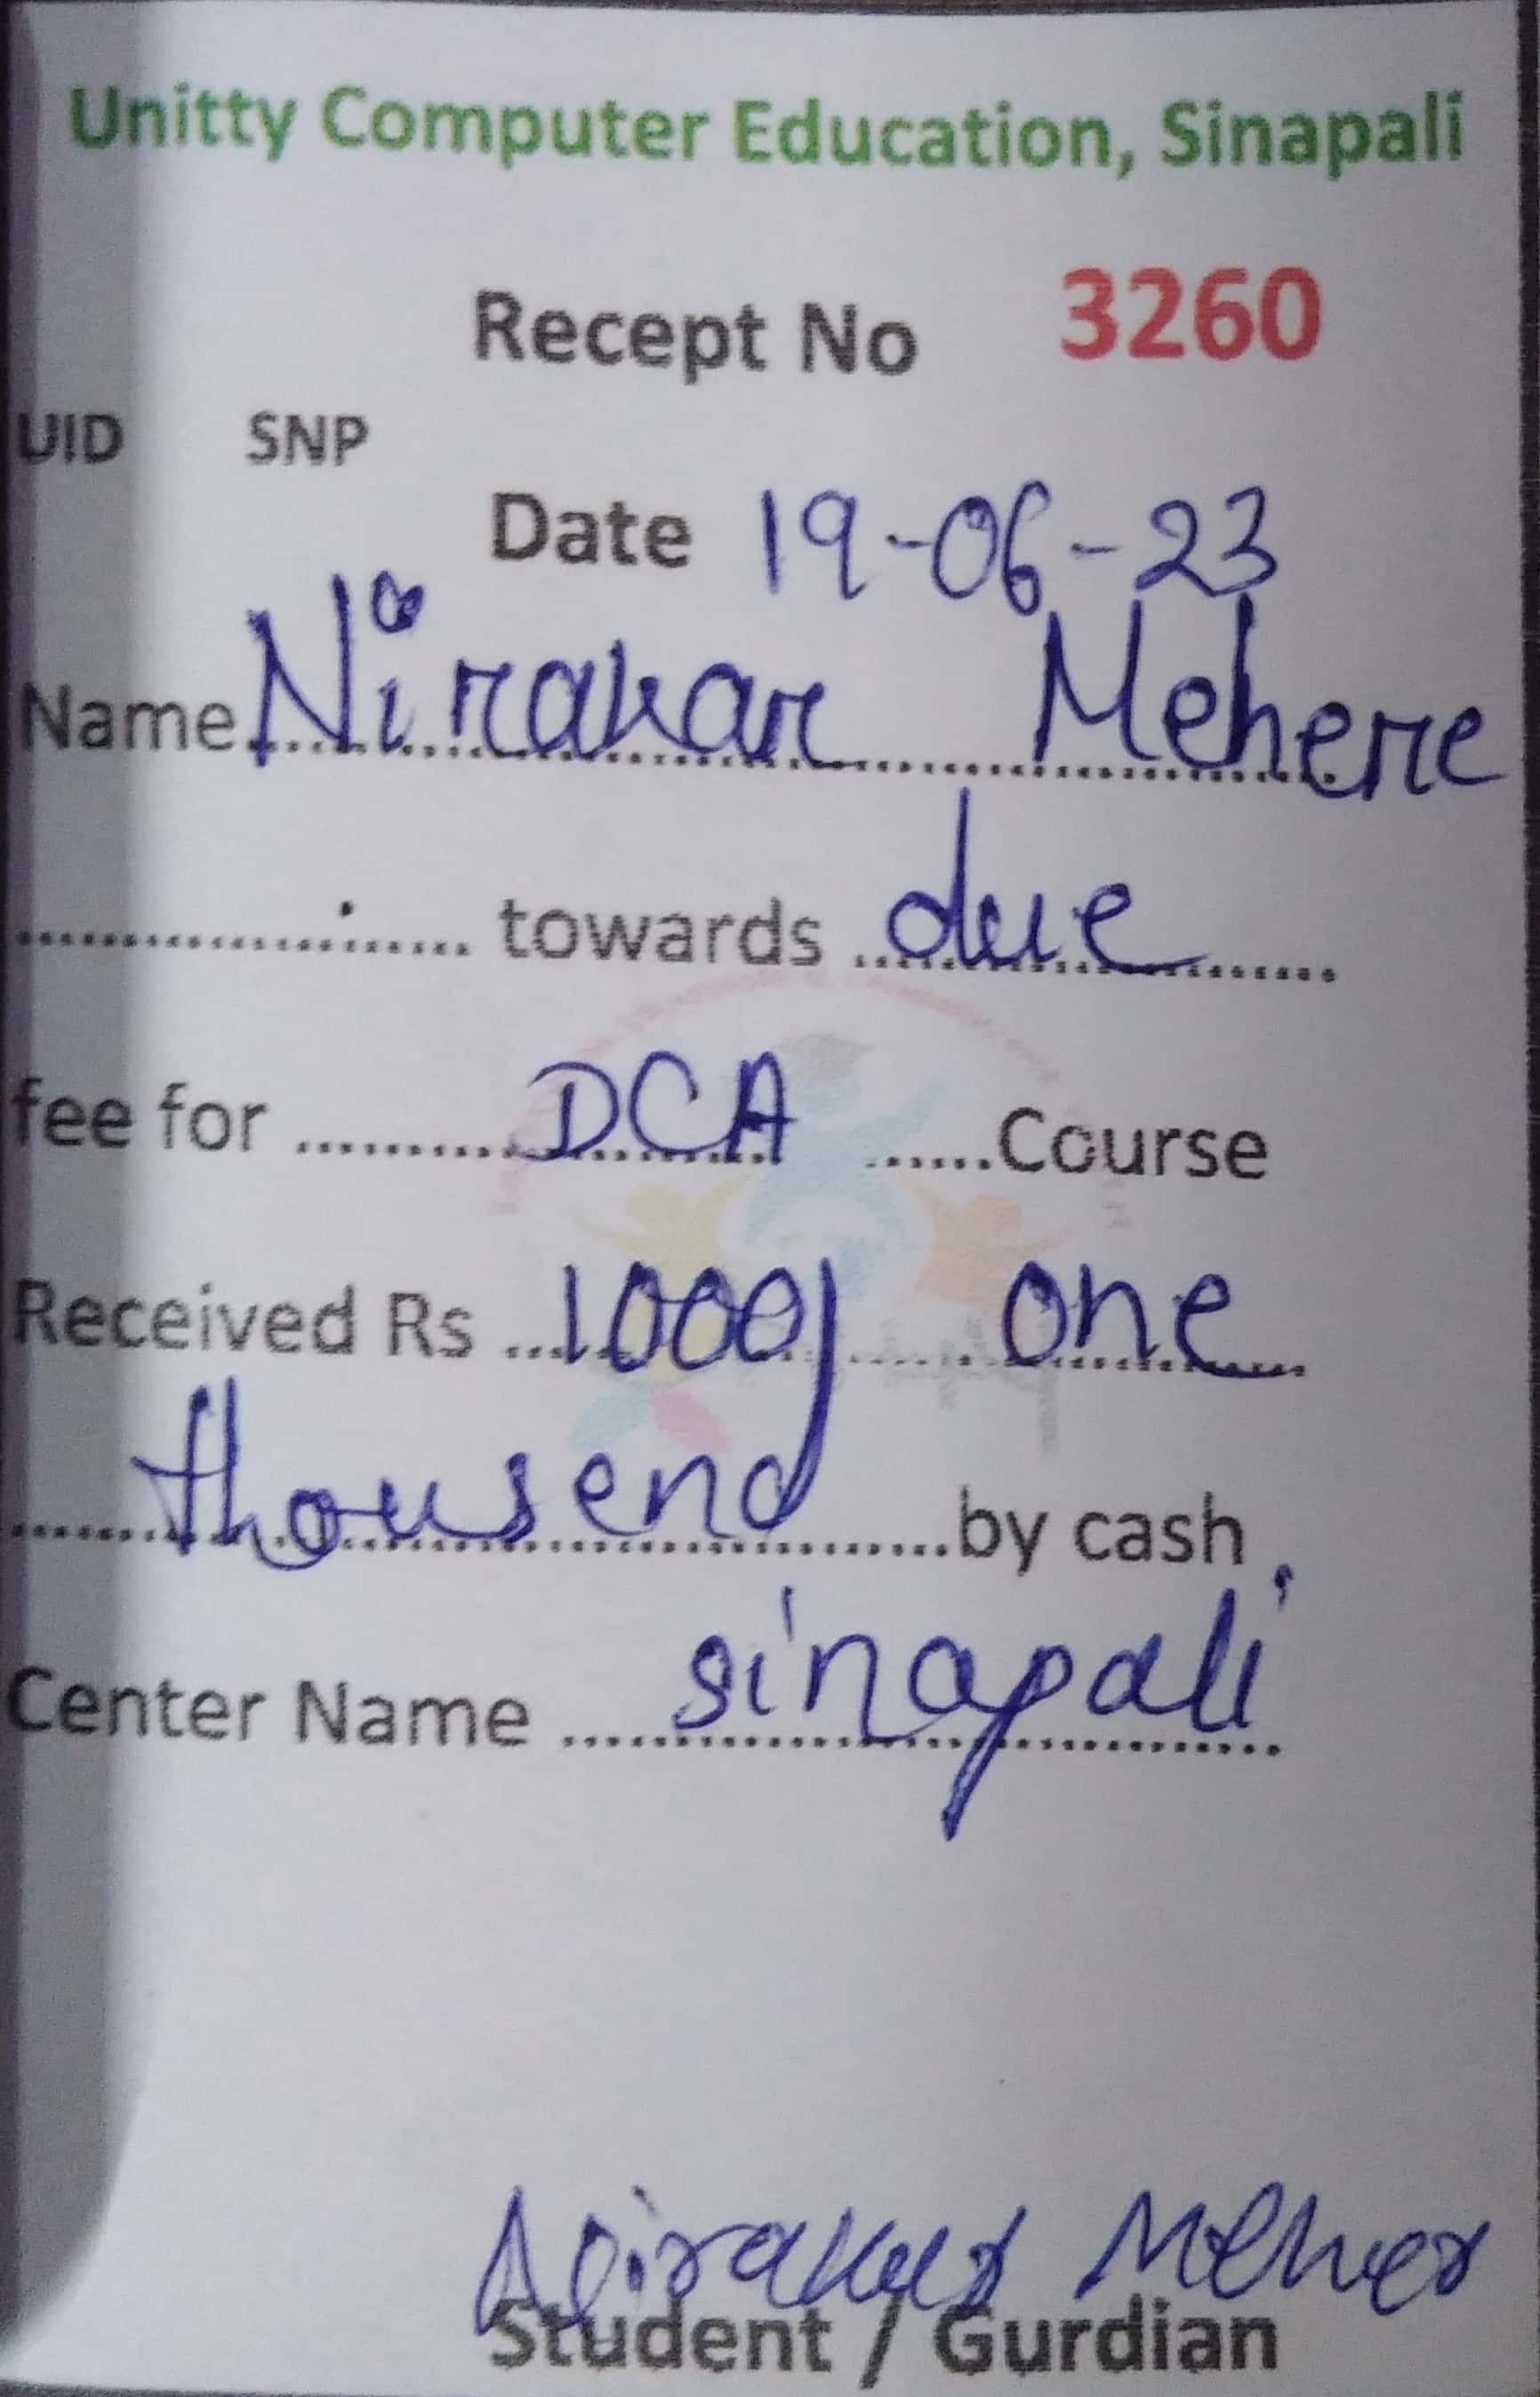 Unitty Computer Education, Sinapali
Recept No 3260
UID SNP
Date 19-06-23
Name Nirakar Mehere
..................... towards due ............
fee for .......... DCA ......Course
Received Rs ... 1000/ ...... one
thousend ..........by cash
Center Name ...... sinapali
Nirakar Meher
Student / Gurdian